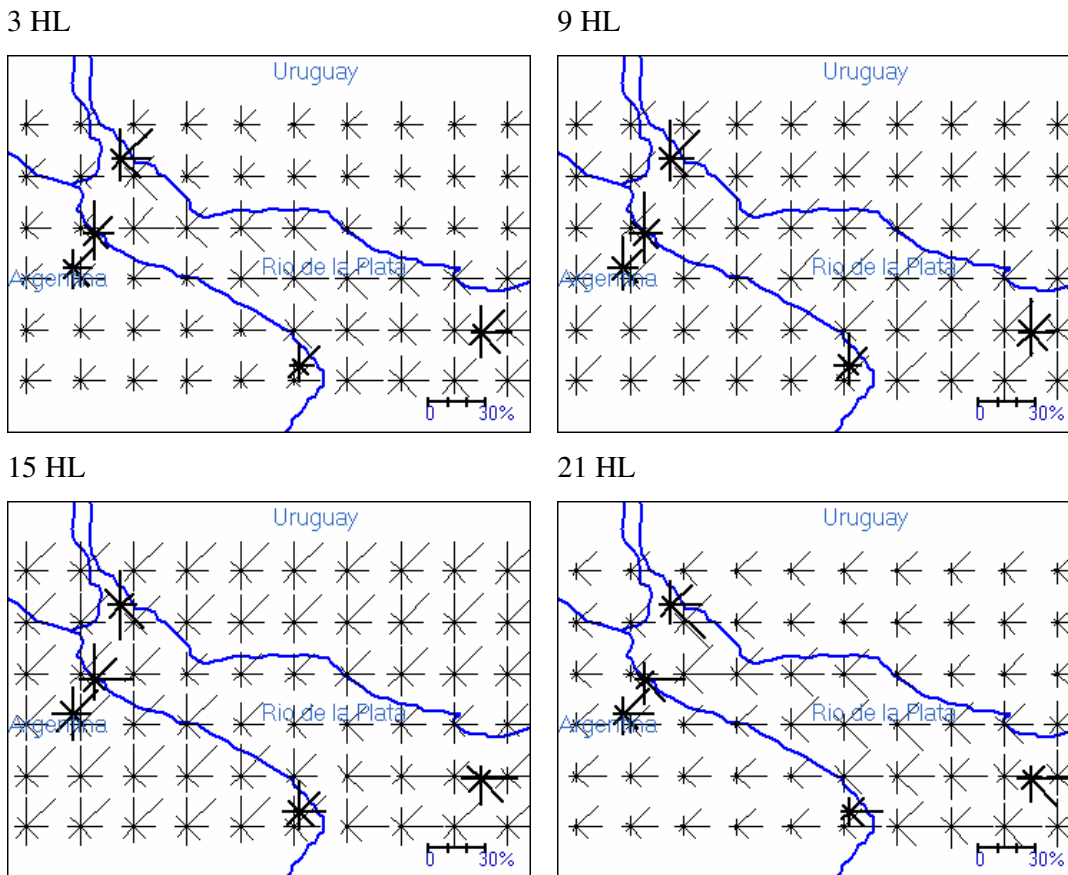 3 HL
9 HL
Uruguay
Uruguay
Rio de la Plata
Rio de la Plata
Argentina
Argentina
0 30%
0 30%
15 HL
21 HL
Uruguay
Uruguay
Rio de la Plata
Rio de la Plata
Argentina
Argentina
0 30%
0 30%